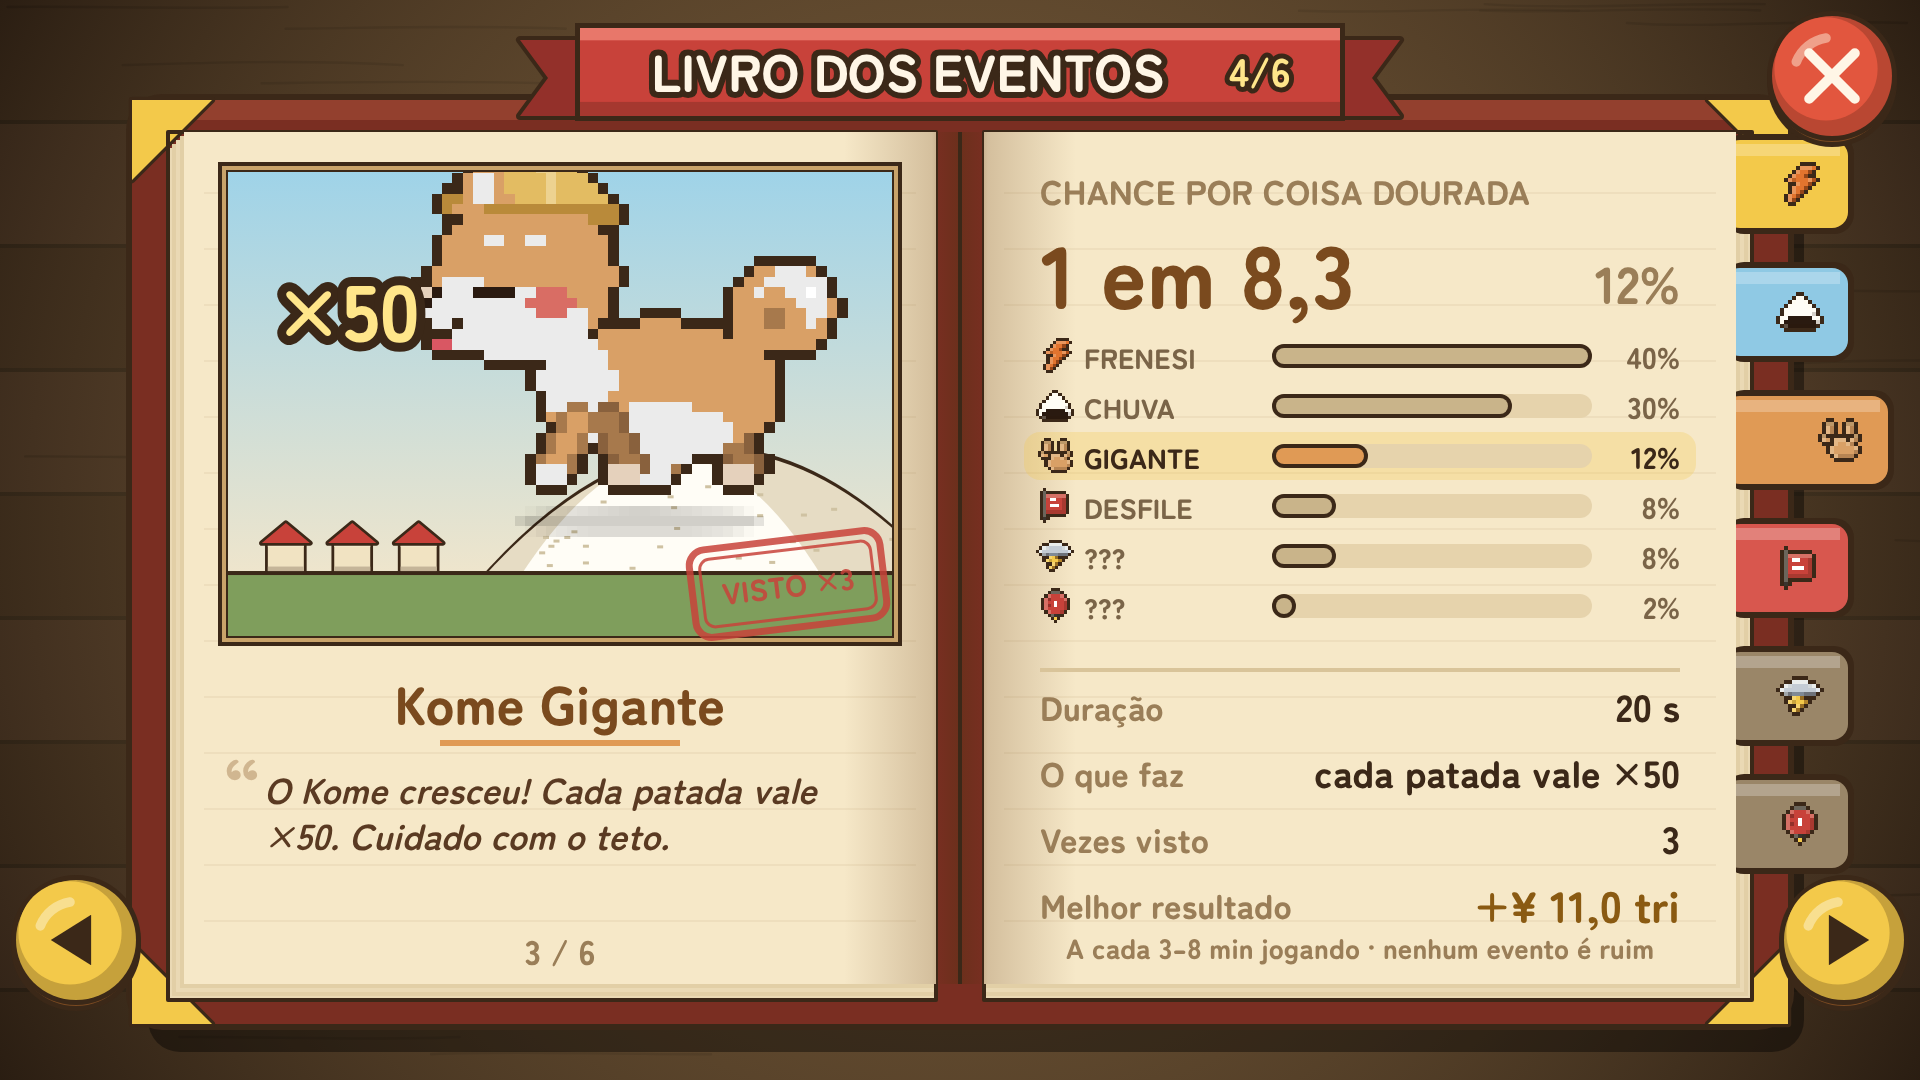 LIVRO DOS EVENTOS 4/6
×50
VISTO ×3
Kome Gigante
“ O Kome cresceu! Cada patada vale
×50. Cuidado com o teto.
3 / 6
CHANCE POR COISA DOURADA
1 em 8,3 12%
FRENESI 40%
CHUVA 30%
GIGANTE 12%
DESFILE 8%
??? 8%
??? 2%
Duração 20 s
O que faz cada patada vale ×50
Vezes visto 3
Melhor resultado +¥ 11,0 tri
A cada 3–8 min jogando · nenhum evento é ruim